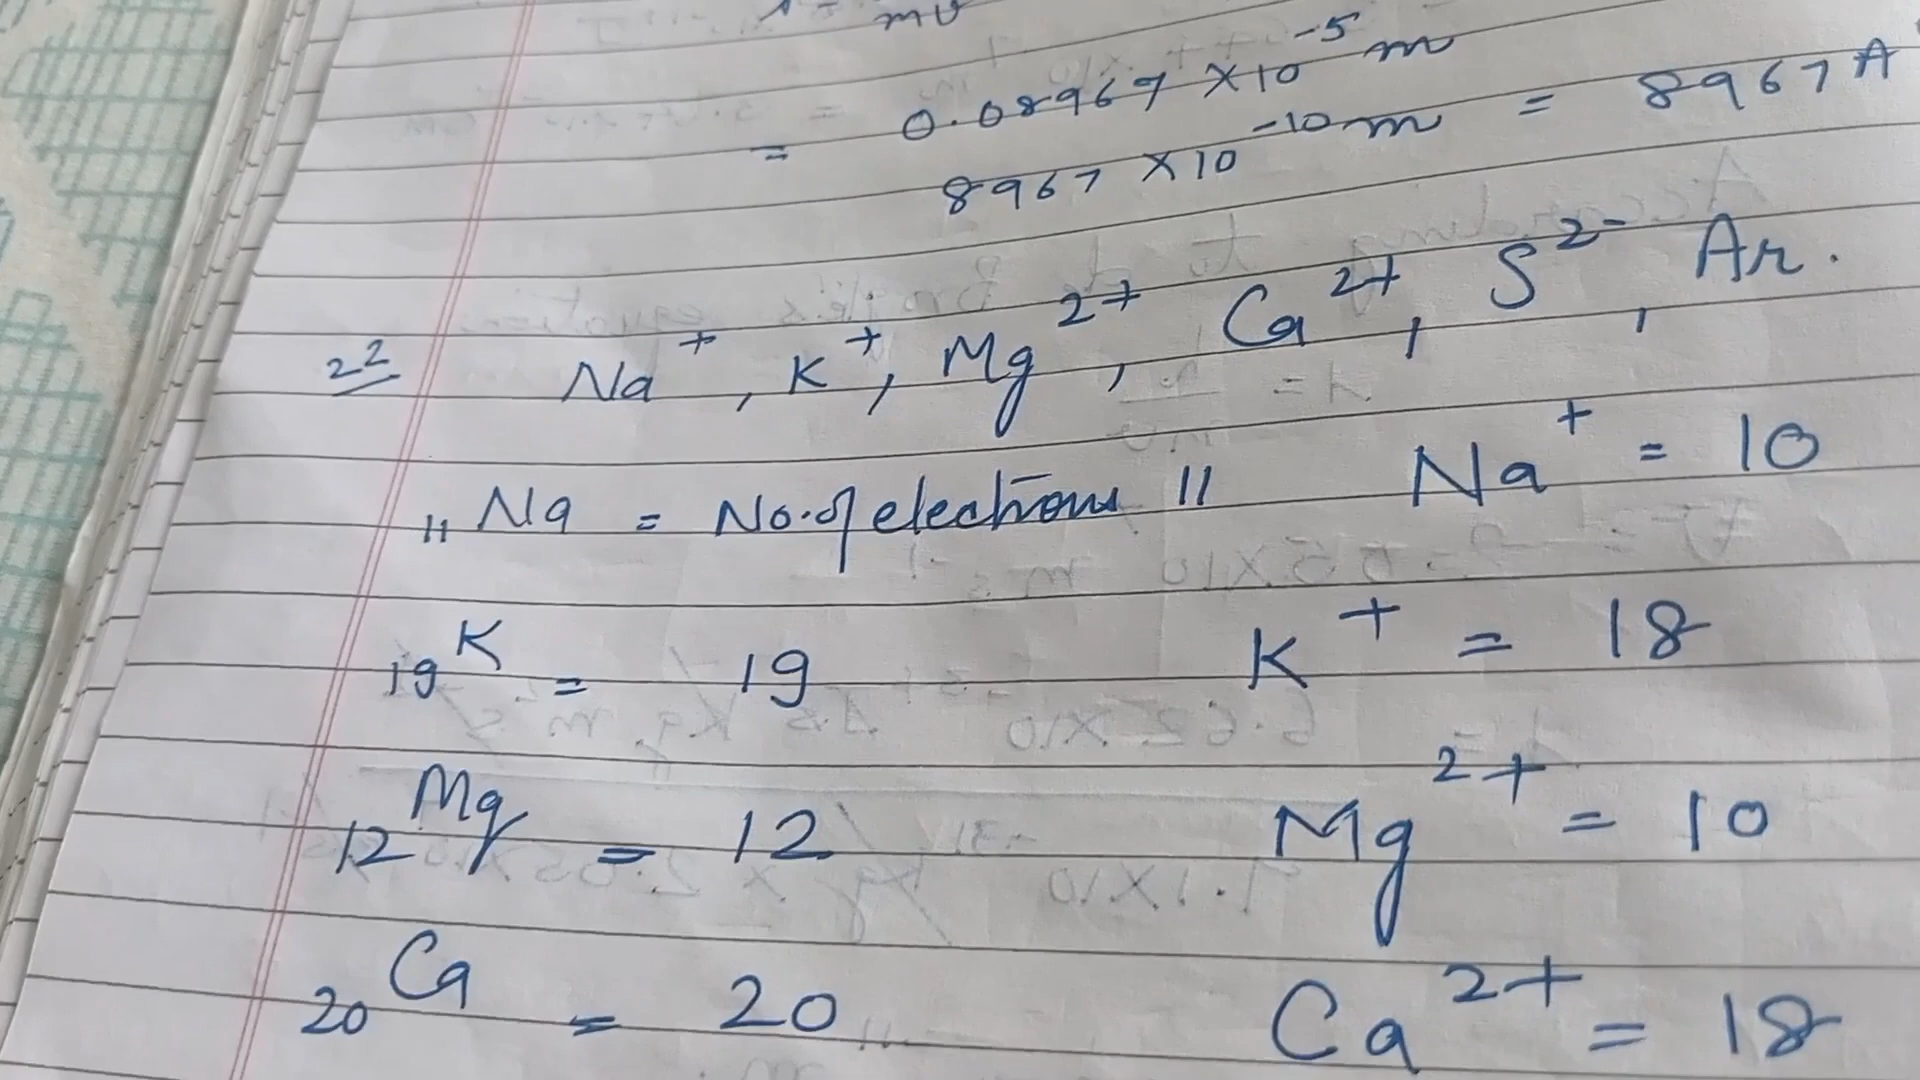 mv
= 0.08967 × 10⁻⁵ m
8967 × 10⁻¹⁰ m = 8967 A
22 Na⁺, K⁺, Mg²⁺, Ca²⁺, S²⁻, Ar.
₁₁Na = No. of electrons 11 Na⁺ = 10
₁₉K = 19 K⁺ = 18
₁₂Mg = 12 Mg²⁺ = 10
₂₀Ca = 20 Ca²⁺ = 18